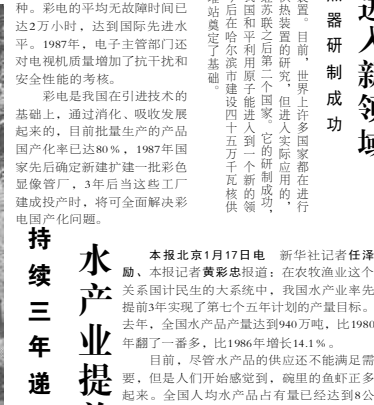 种。彩电的平均无故障时间已
达2万小时，达到国际先进水
平。1987年，电子主管部门还
对电视机质量增加了抗干扰和
安全性能的考核。
彩电是我国在引进技术的
基础上，通过消化、吸收发展
起来的，目前批量生产的产品
国产化率已达80％，1987年国
家先后确定新建扩建一批彩色
显像管厂，3年后当这些工厂
建成投产时，将可全面解决彩
电国产化问题。
进入新领域
器研制成功
置。目前，世界上许多国家都在进行
热装置的研究，但进入实际应用的，
苏联之后第二个国家。它的研制成功，
国和平利用原子能进入到一个新的领
后在哈尔滨市建设四十五万千瓦核供
站奠定了基础。
持续三年递
水产业提
本报北京1月17日电　新华社记者任泽
励、本报记者黄彩忠报道：在农牧渔业这个
关系国计民生的大系统中，我国水产业率先
提前3年实现了第七个五年计划的产量目标。
去年，全国水产品产量达到940万吨，比1980
年翻了一番多，比1986年增长14.1％。
目前，尽管水产品的供应还不能满足需
要，但是人们开始感觉到，碗里的鱼虾正多
起来。全国人均水产品占有量已经达到8公